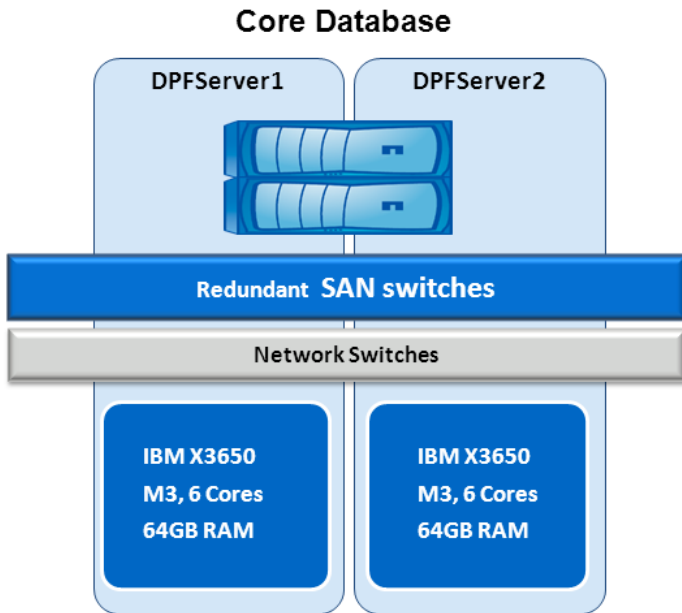 Core Database
DPFServer1
DPFServer2
Redundant SAN switches
Network Switches
IBM X3650
M3, 6 Cores
64GB RAM
IBM X3650
M3, 6 Cores
64GB RAM